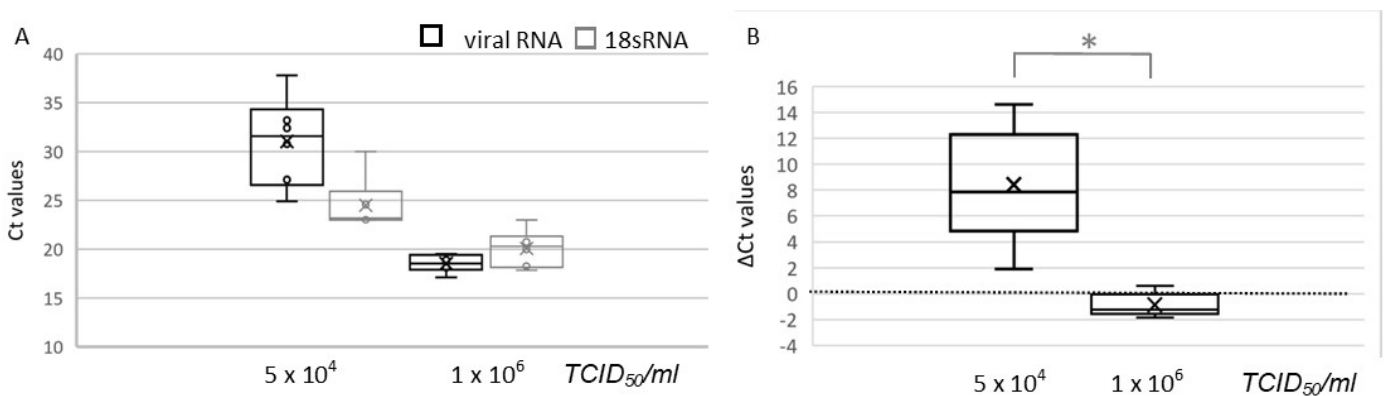 A
viral RNA 18sRNA
40
35
30
25
20
15
10
Ct values
5 x 10⁴ 1 x 10⁶ TCID₅₀/ml
B
*
16
14
12
10
8
6
4
2
0
-2
-4
ΔCt values
5 x 10⁴ 1 x 10⁶ TCID₅₀/ml